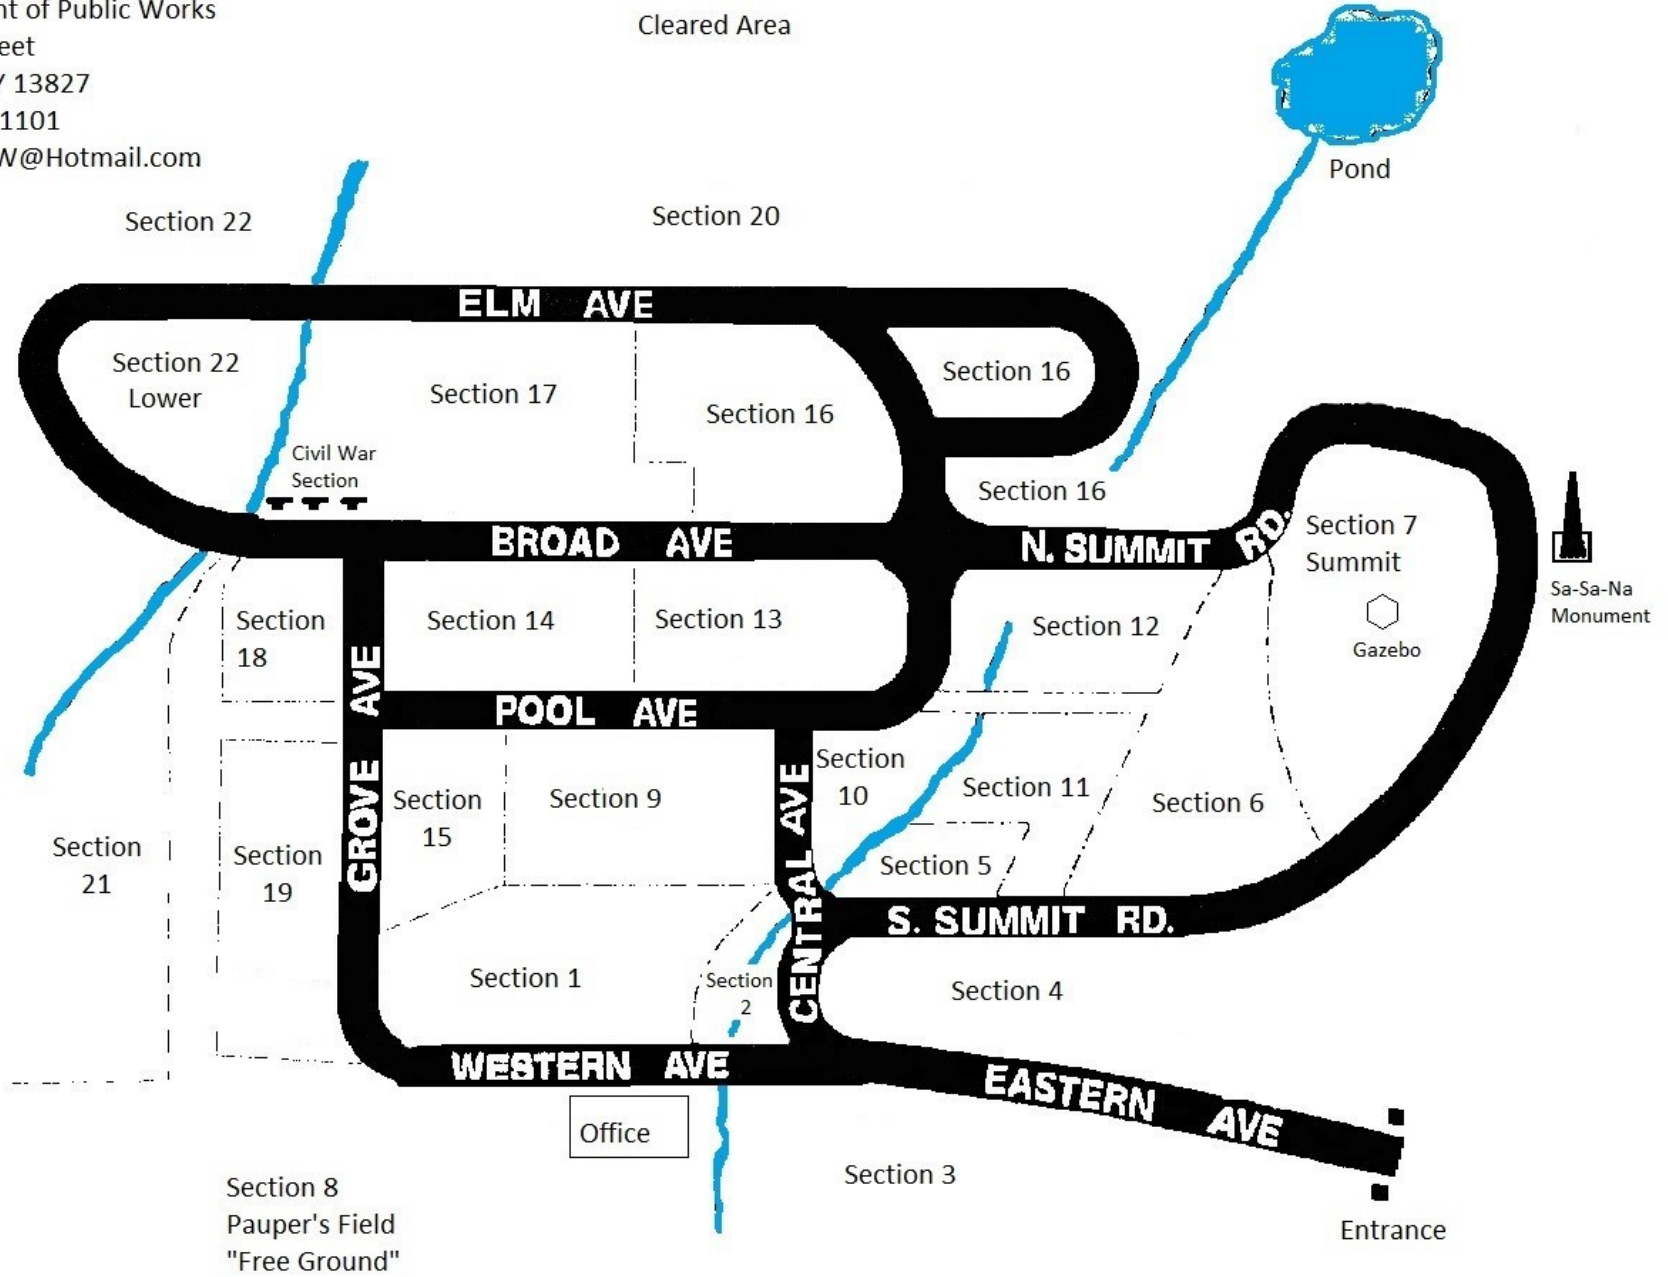 nt of Public Works
eet
Y 13827
1101
W@Hotmail.com
Cleared Area
Pond
Section 22
Section 20
ELM AVE
Section 22
Lower
Section 17
Section 16
Section 16
Civil War
Section
Section 16
BROAD AVE
N. SUMMIT RD.
Section 7
Summit
Gazebo
Sa-Sa-Na
Monument
Section
18
Section 14
Section 13
Section 12
GROVE AVE
POOL AVE
Section
10
Section 11
Section 6
Section
15
Section 9
CENTRAL AVE
Section
21
Section
19
Section 5
S. SUMMIT RD.
Section 1
Section
2
Section 4
WESTERN AVE
EASTERN AVE
Office
Section 3
Section 8
Pauper's Field
"Free Ground"
Entrance